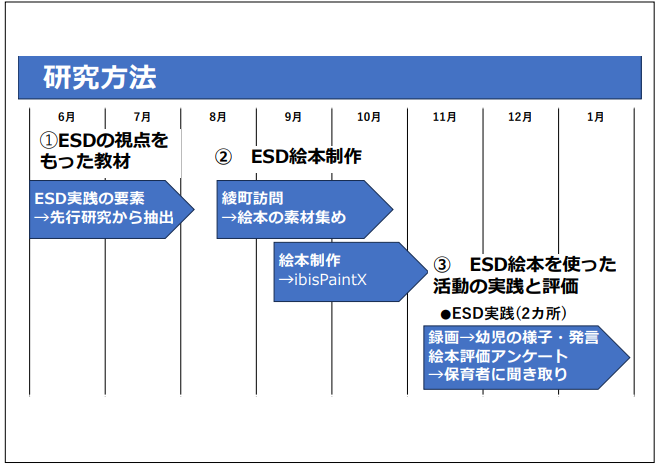 研究方法
6月 7月 8月 9月 10月 11月 12月 1月
①ESDの視点を
もった教材
② ESD絵本制作
ESD実践の要素
→先行研究から抽出
綾町訪問
→絵本の素材集め
絵本制作
→ibisPaintX
③ ESD絵本を使った
活動の実践と評価
●ESD実践(2カ所)
録画→幼児の様子・発言
絵本評価アンケート
→保育者に聞き取り